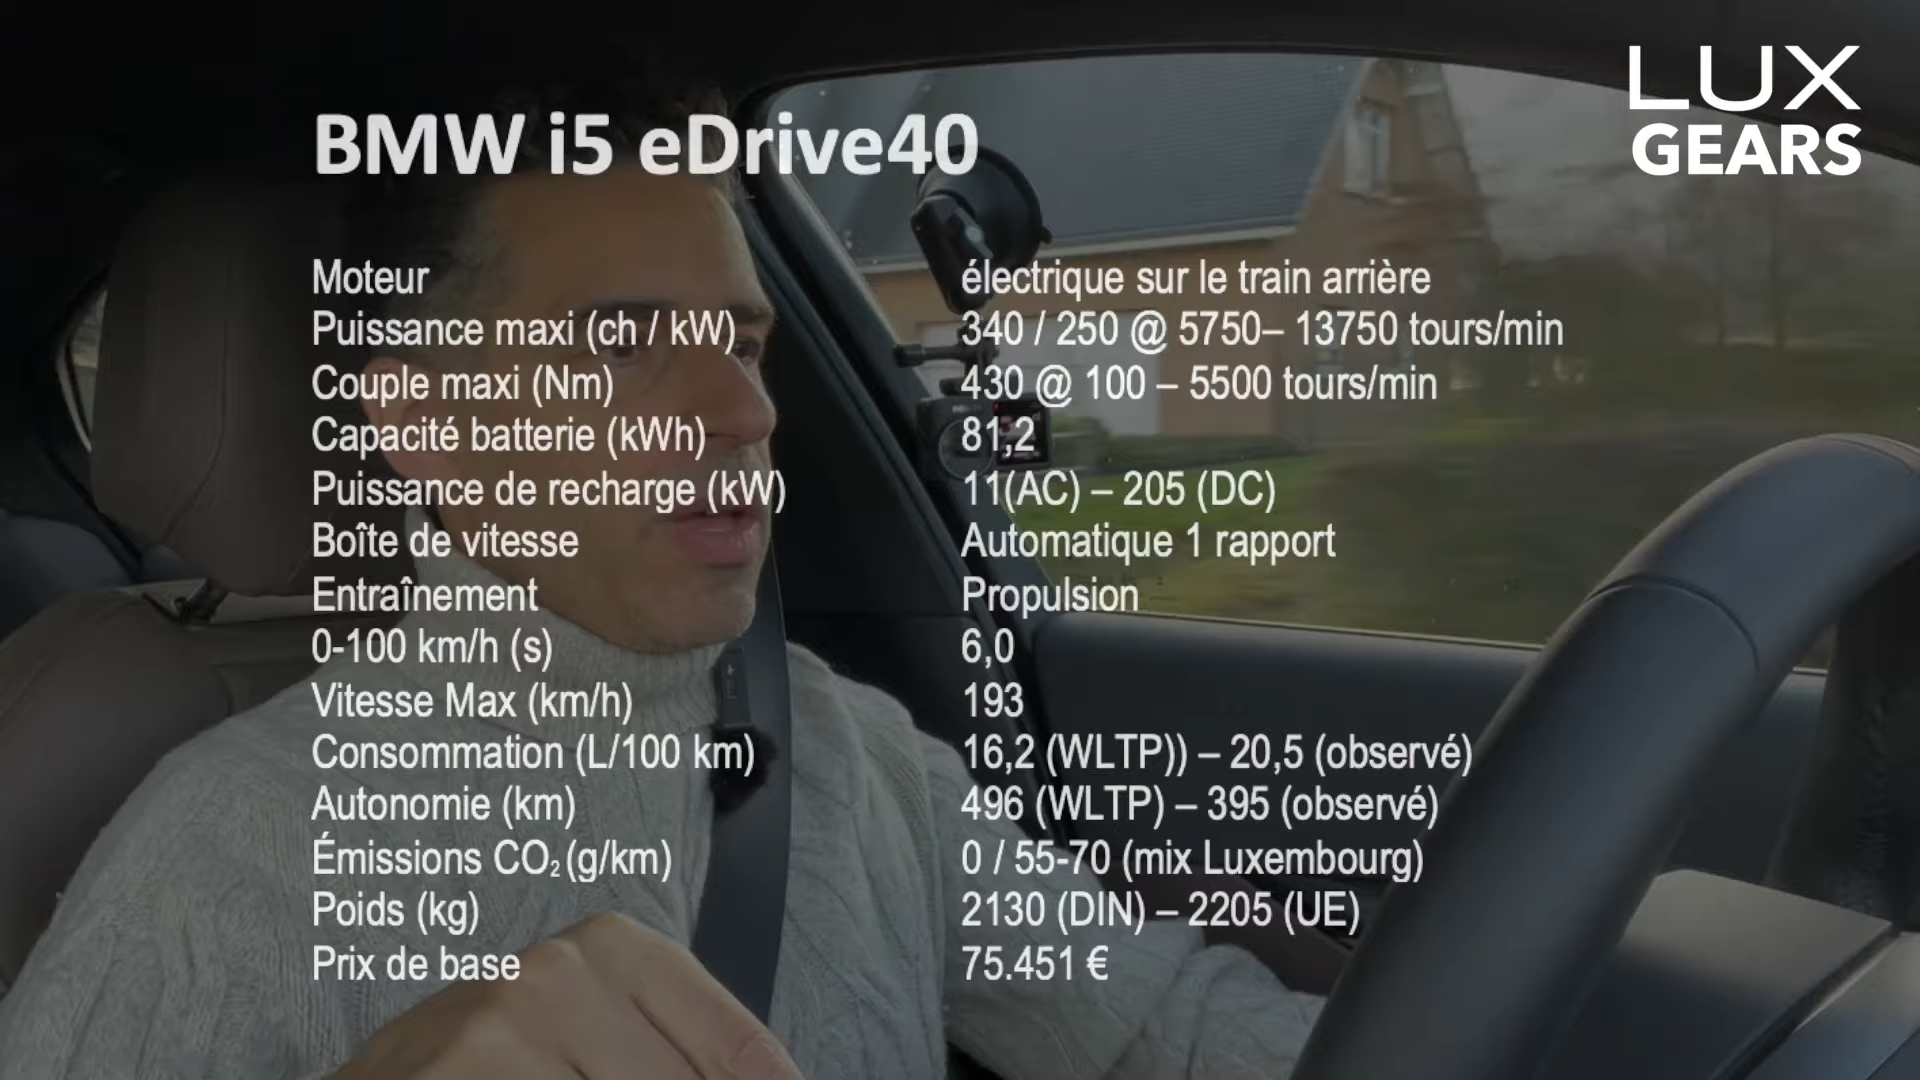 LUX
GEARS
BMW i5 eDrive40
Moteur électrique sur le train arrière
Puissance maxi (ch / kW) 340 / 250 @ 5750– 13750 tours/min
Couple maxi (Nm) 430 @ 100 – 5500 tours/min
Capacité batterie (kWh) 81,2
Puissance de recharge (kW) 11(AC) – 205 (DC)
Boîte de vitesse Automatique 1 rapport
Entraînement Propulsion
0-100 km/h (s) 6,0
Vitesse Max (km/h) 193
Consommation (L/100 km) 16,2 (WLTP)) – 20,5 (observé)
Autonomie (km) 496 (WLTP) – 395 (observé)
Émissions CO₂ (g/km) 0 / 55-70 (mix Luxembourg)
Poids (kg) 2130 (DIN) – 2205 (UE)
Prix de base 75.451 €